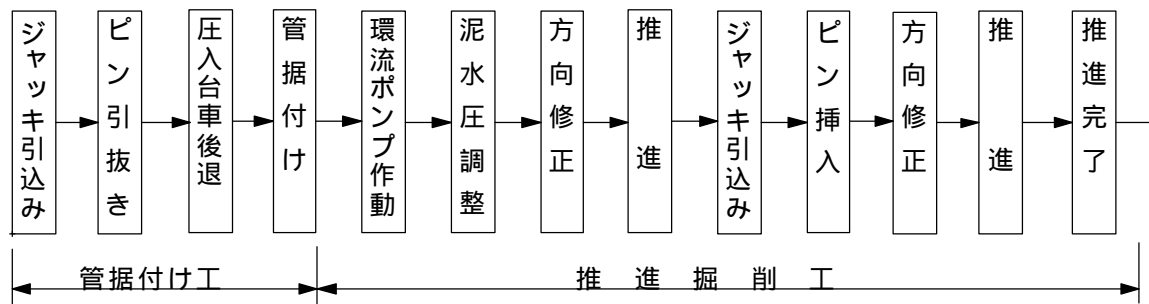 ジャッキ引込み
ピン引抜き
圧入台車後退
管据付け
環流ポンプ作動
泥水圧調整
方向修正
推進
ジャッキ引込み
ピン挿入
方向修正
推進
推進完了
管据付け工
推進掘削工